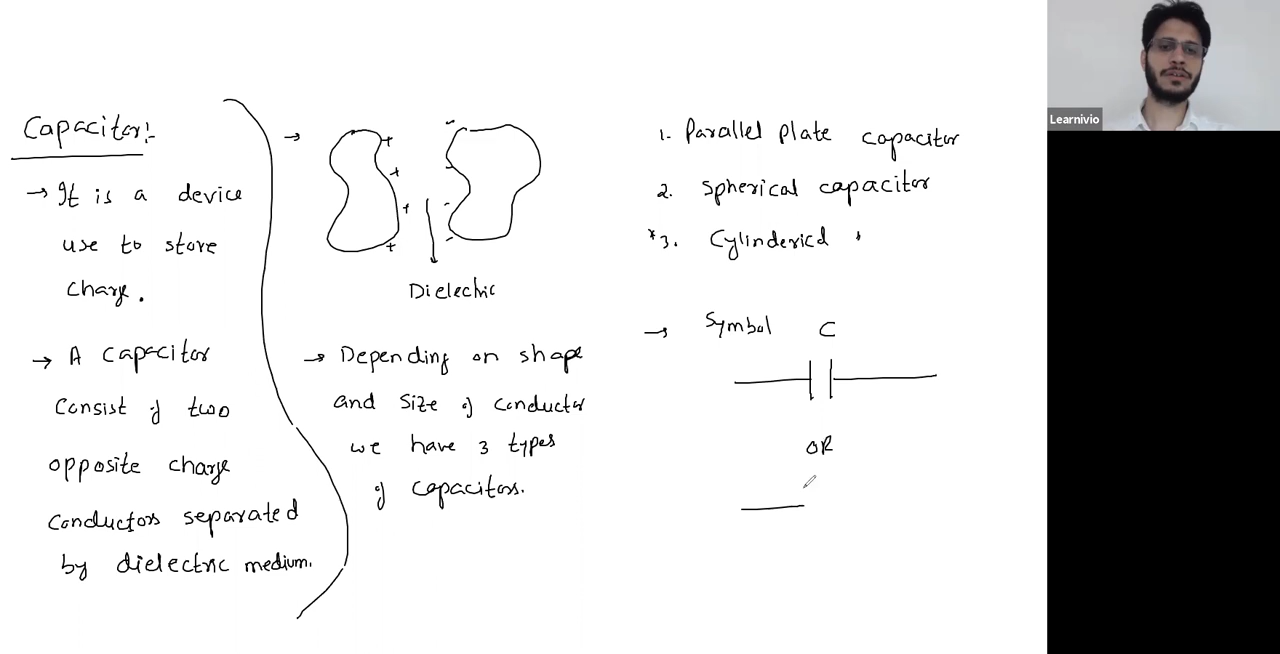 Capacitor:-
→ It is a device
use to store
charge.
→ A capacitor
consist of two
opposite charge
conductors separated
by dielectric medium.
→
+ + + +
- - - -
Dielectric
→ Depending on shape
and size of conductor
we have 3 types
of capacitors.
1. Parallel plate capacitor
2. Spherical capacitor
*3. Cylinderical "
→ Symbol C
OR
Learnivio